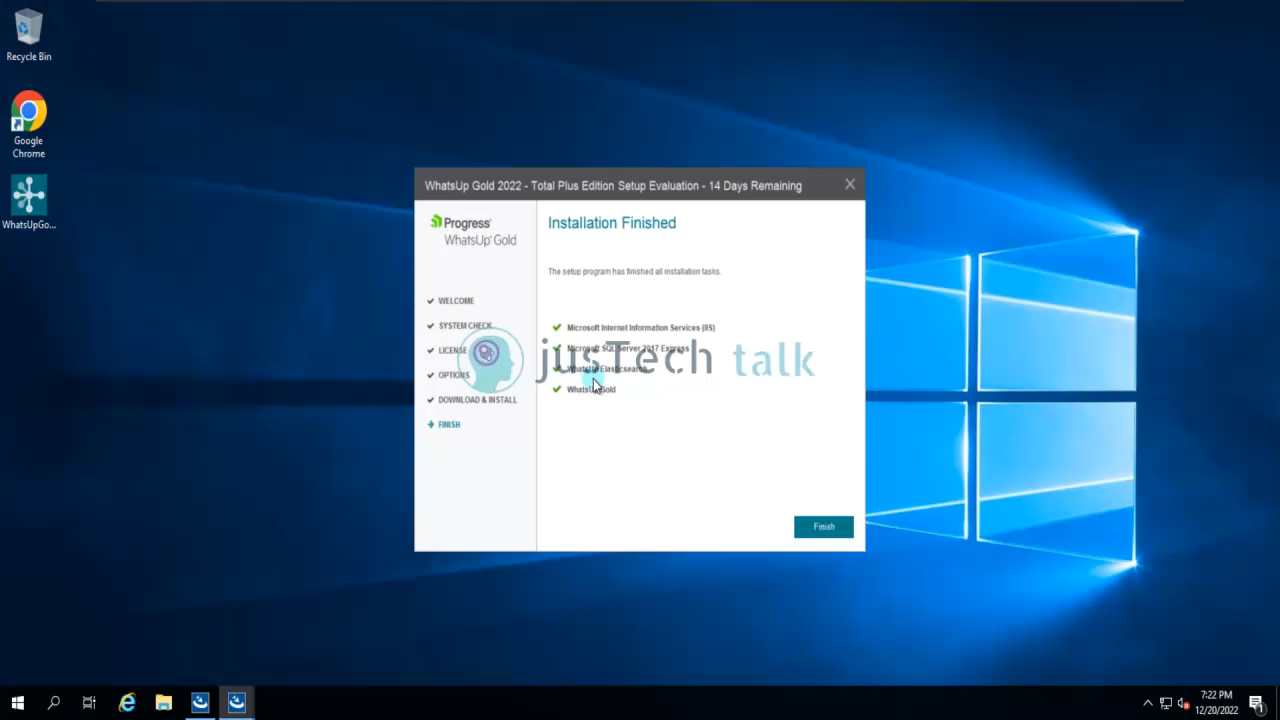 Recycle Bin
Google
Chrome
WhatsUpGo...
WhatsUp Gold 2022 - Total Plus Edition Setup Evaluation - 14 Days Remaining
Progress®
WhatsUp® Gold
WELCOME
SYSTEM CHECK
LICENSE
OPTIONS
DOWNLOAD & INSTALL
FINISH
Installation Finished
The setup program has finished all installation tasks.
Microsoft Internet Information Services (IIS)
Microsoft SQL Server 2017 Express
WhatsUp Elasticsearch
WhatsUp Gold
jusTech talk
Finish
7:22 PM
12/20/2022
1